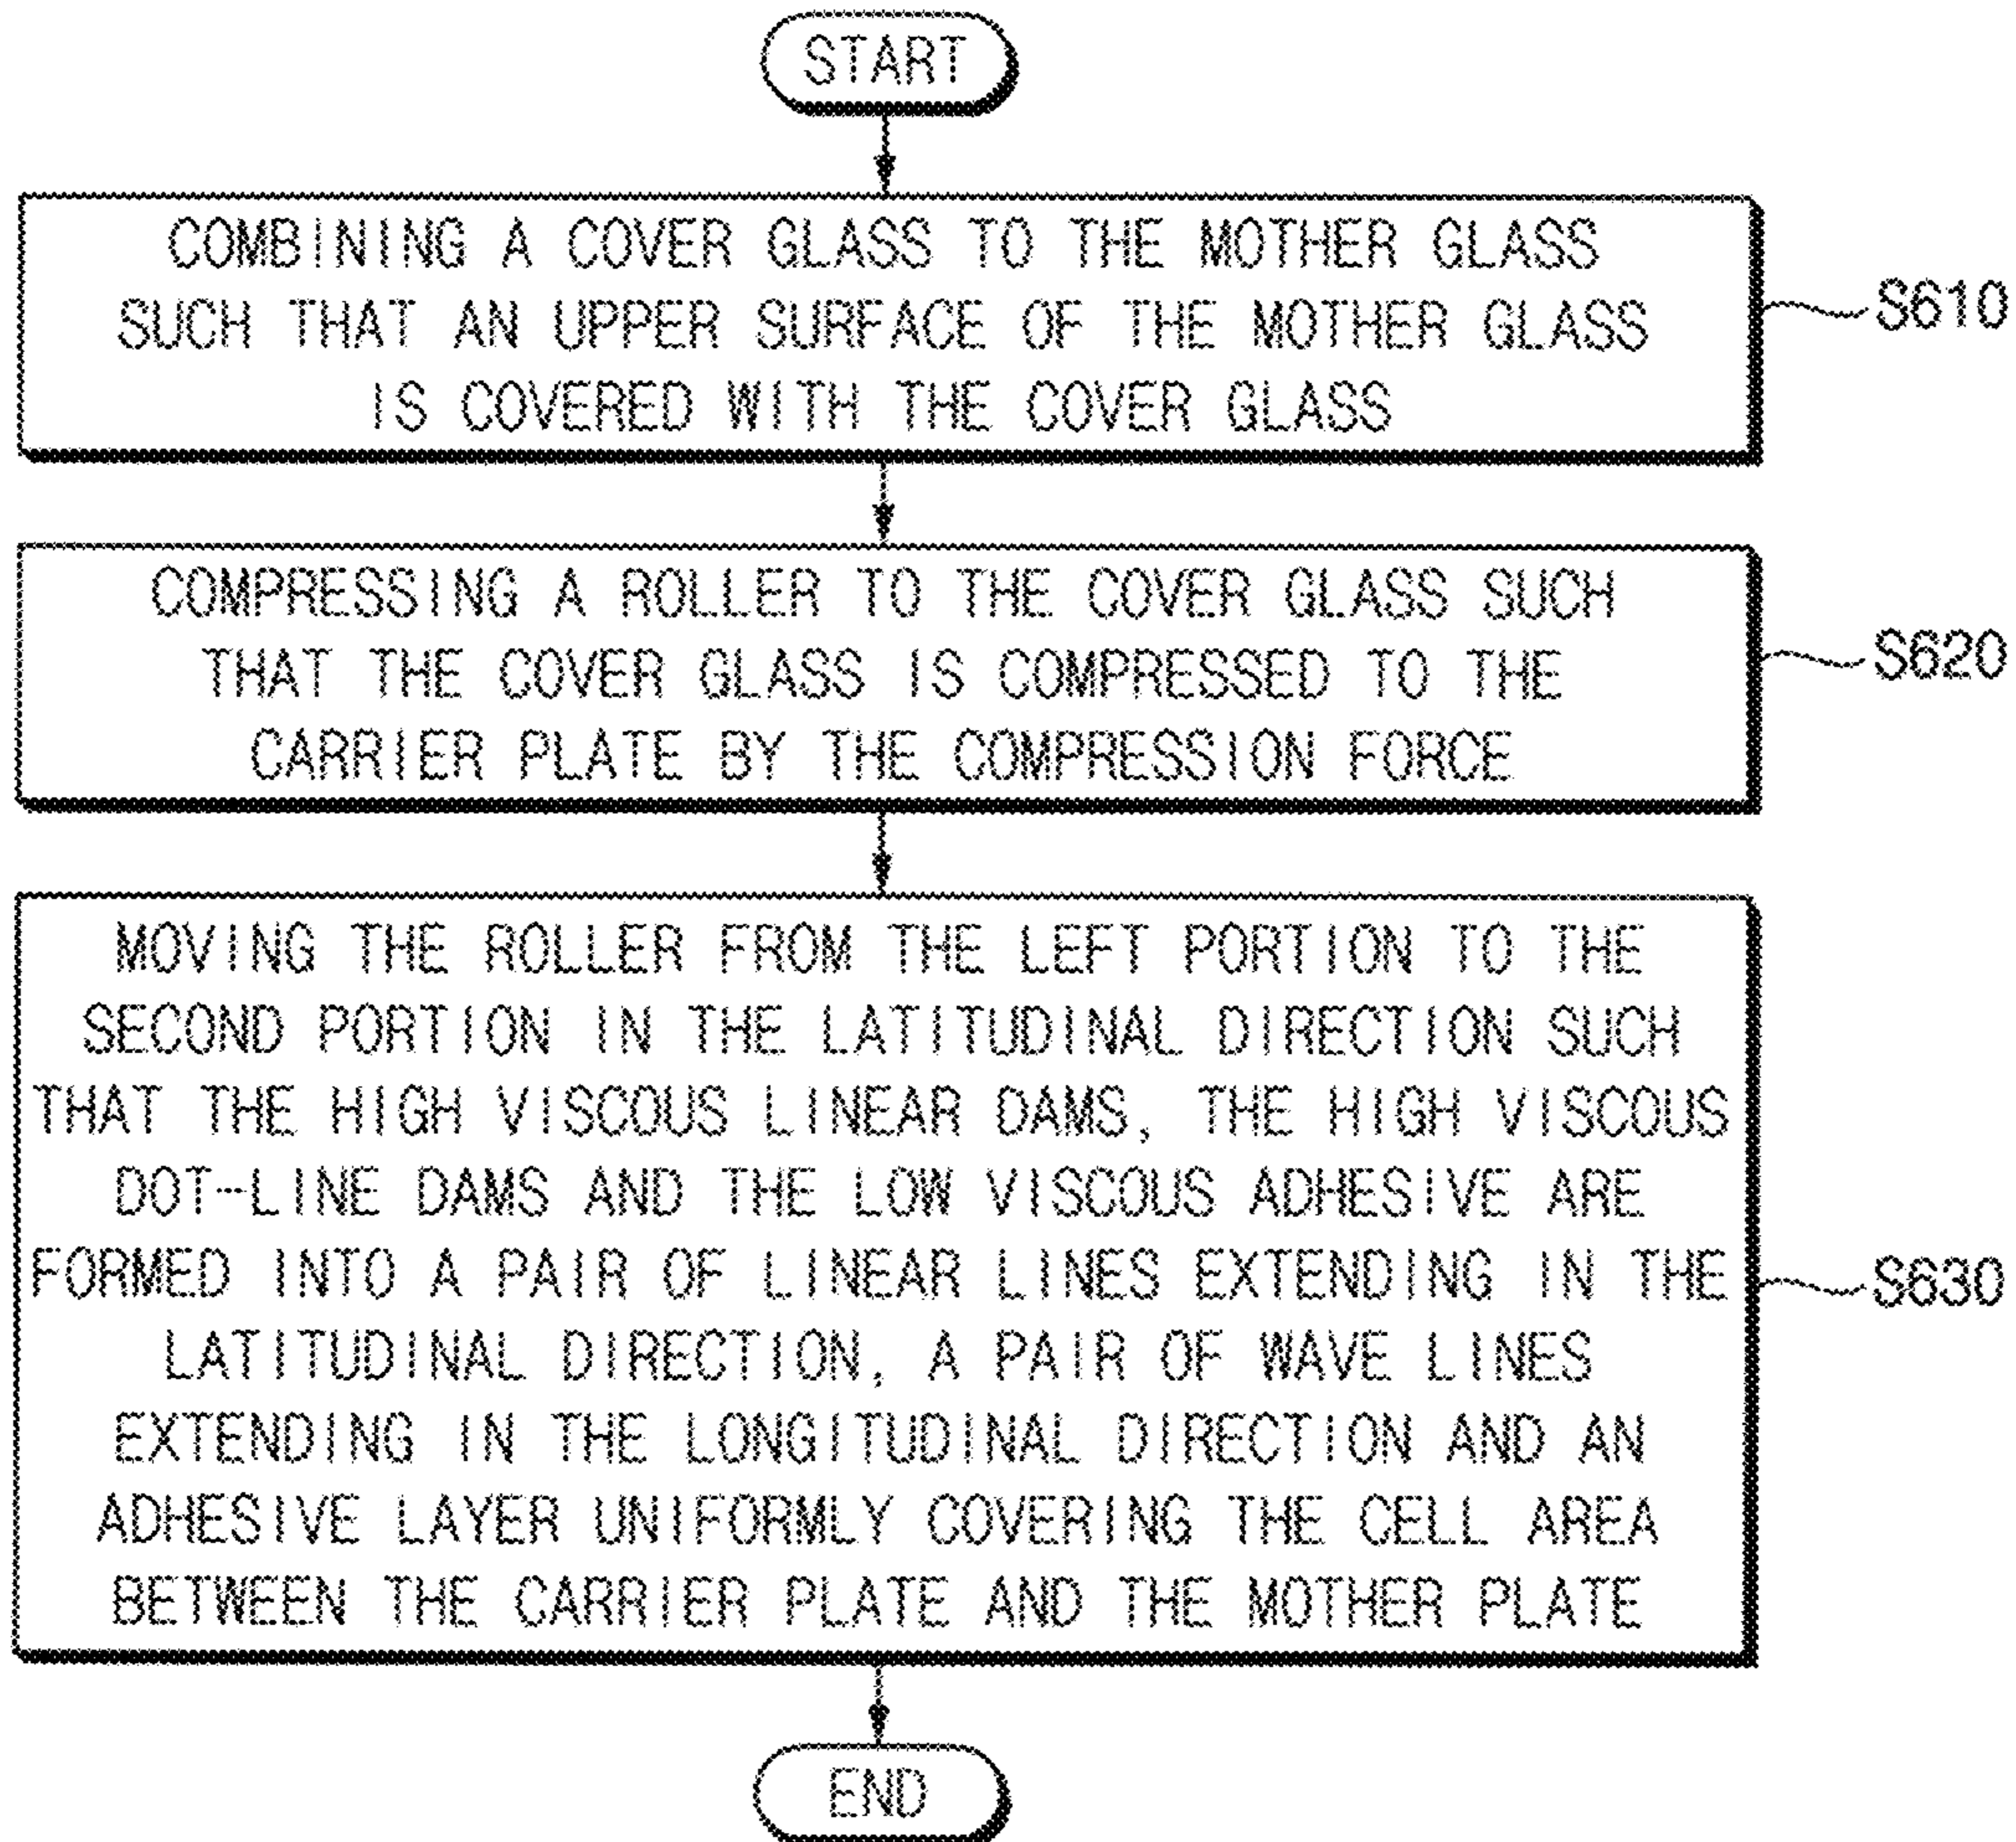 START
COMBINING A COVER GLASS TO THE MOTHER GLASS
SUCH THAT AN UPPER SURFACE OF THE MOTHER GLASS
IS COVERED WITH THE COVER GLASS
S610
COMPRESSING A ROLLER TO THE COVER GLASS SUCH
THAT THE COVER GLASS IS COMPRESSED TO THE
CARRIER PLATE BY THE COMPRESSION FORCE
S620
MOVING THE ROLLER FROM THE LEFT PORTION TO THE
SECOND PORTION IN THE LATITUDINAL DIRECTION SUCH
THAT THE HIGH VISCOUS LINEAR DAMS, THE HIGH VISCOUS
DOT-LINE DAMS AND THE LOW VISCOUS ADHESIVE ARE
FORMED INTO A PAIR OF LINEAR LINES EXTENDING IN THE
LATITUDINAL DIRECTION, A PAIR OF WAVE LINES
EXTENDING IN THE LONGITUDINAL DIRECTION AND AN
ADHESIVE LAYER UNIFORMLY COVERING THE CELL AREA
BETWEEN THE CARRIER PLATE AND THE MOTHER PLATE
S630
END